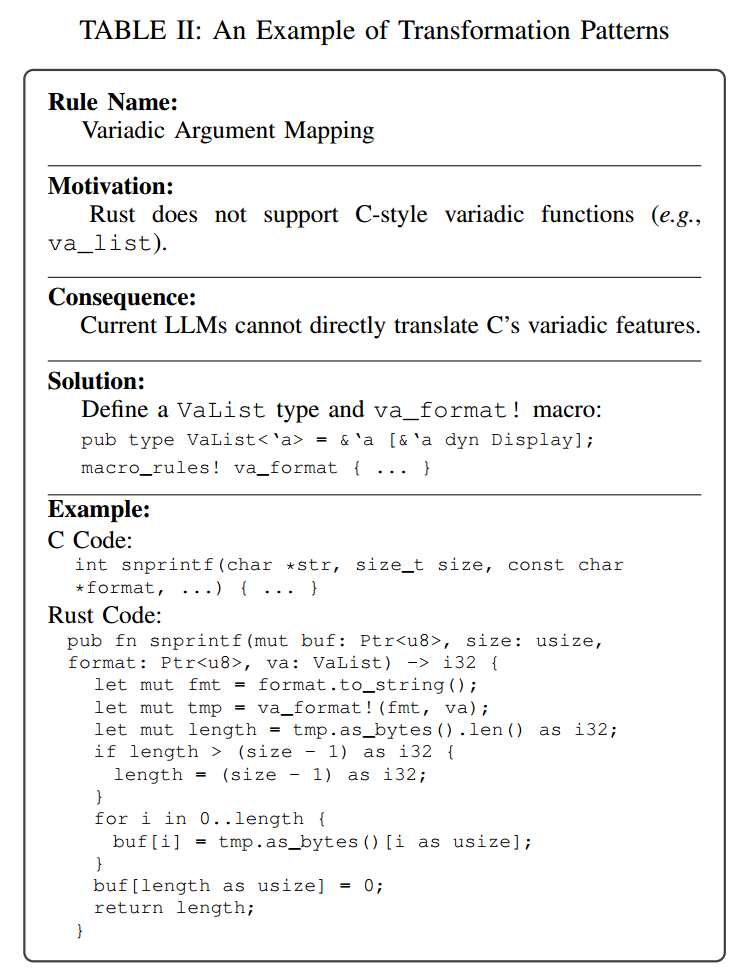 TABLE II: An Example of Transformation Patterns
Rule Name:
Variadic Argument Mapping
Motivation:
Rust does not support C-style variadic functions (e.g.,
va_list).
Consequence:
Current LLMs cannot directly translate C's variadic features.
Solution:
Define a VaList type and va_format! macro:
pub type VaList<‘a> = &‘a [&‘a dyn Display];
macro_rules! va_format { ... }
Example:
C Code:
int snprintf(char *str, size_t size, const char
*format, ...) { ... }
Rust Code:
pub fn snprintf(mut buf: Ptr<u8>, size: usize,
format: Ptr<u8>, va: VaList) -> i32 {
let mut fmt = format.to_string();
let mut tmp = va_format!(fmt, va);
let mut length = tmp.as_bytes().len() as i32;
if length > (size - 1) as i32 {
length = (size - 1) as i32;
}
for i in 0..length {
buf[i] = tmp.as_bytes()[i as usize];
}
buf[length as usize] = 0;
return length;
}